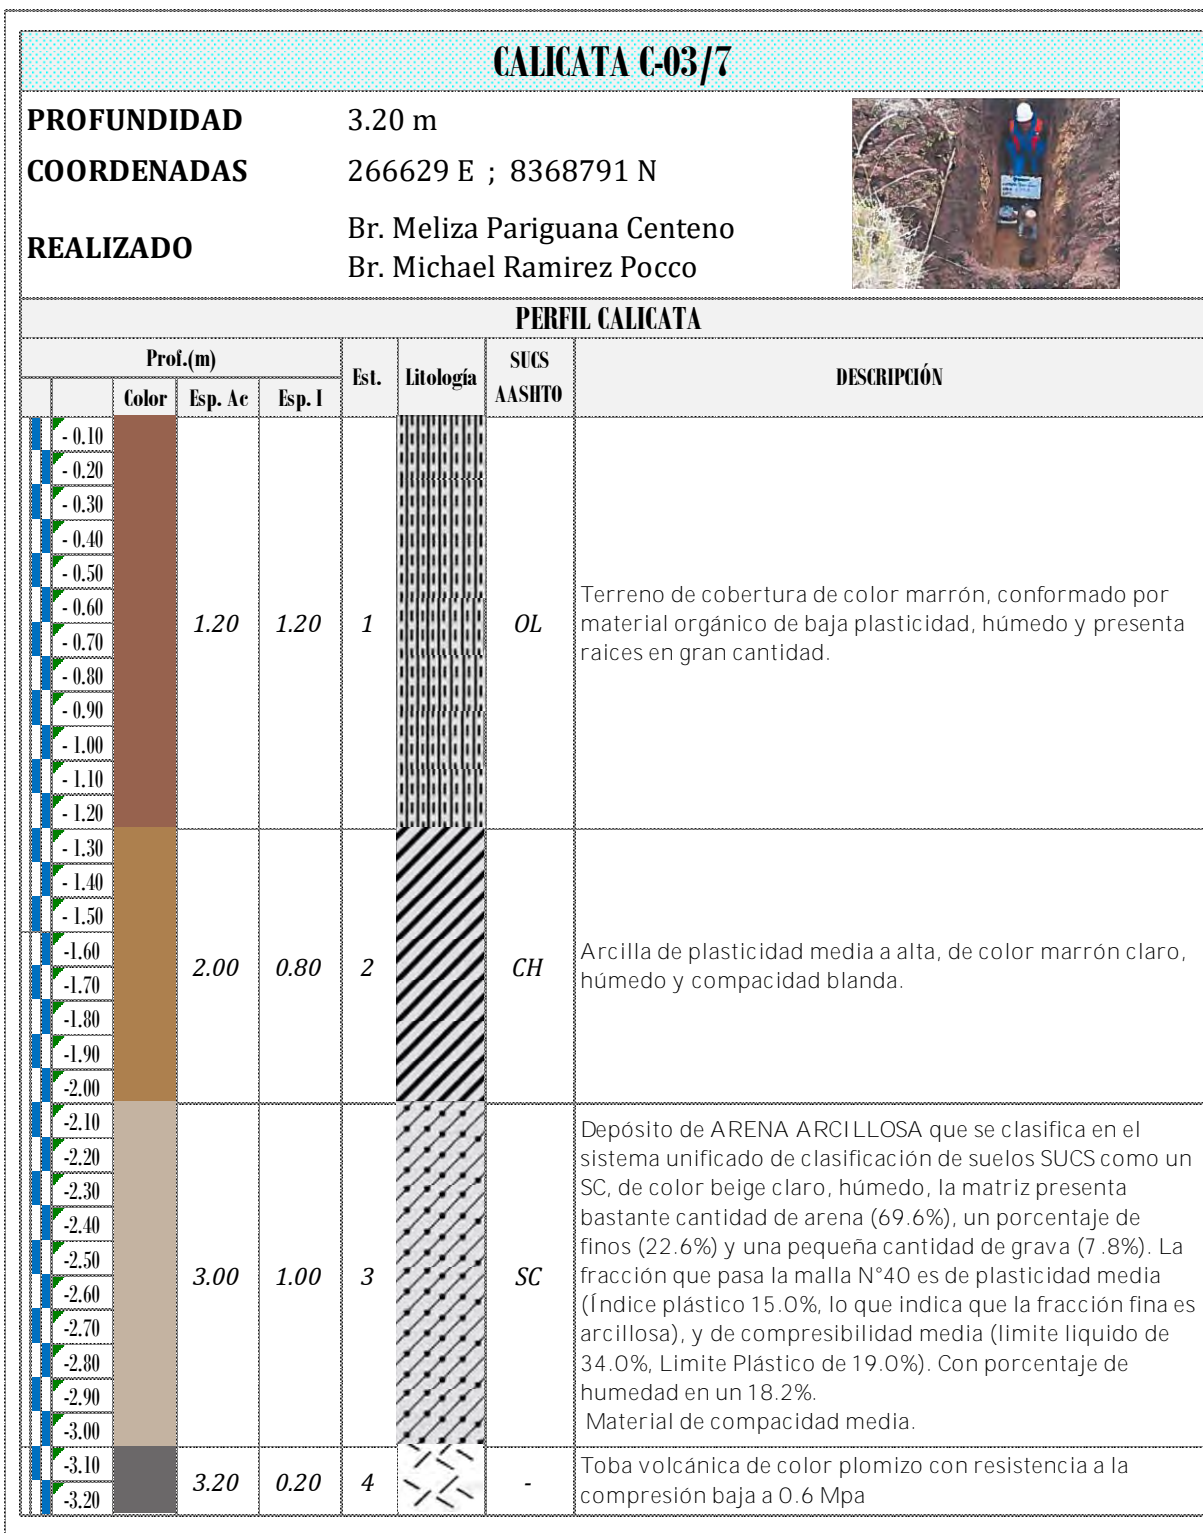 CALICATA C-03/7
PROFUNDIDAD 3.20 m
COORDENADAS 266629 E ; 8368791 N
REALIZADO
Br. Meliza Pariguana Centeno
Br. Michael Ramirez Pocco
PERFIL CALICATA
Prof.(m) Est. Litología SUCS AASHTO DESCRIPCIÓN
Color Esp. Ac Esp. I
- 0.10
- 0.20
- 0.30
- 0.40
- 0.50
- 0.60
- 0.70
- 0.80
- 0.90
- 1.00
- 1.10
- 1.20
1.20 1.20 1 OL
Terreno de cobertura de color marrón, conformado por
material orgánico de baja plasticidad, húmedo y presenta
raices en gran cantidad.
- 1.30
- 1.40
- 1.50
-1.60
-1.70
-1.80
-1.90
-2.00
2.00 0.80 2 CH
Arcilla de plasticidad media a alta, de color marrón claro,
húmedo y compacidad blanda.
-2.10
-2.20
-2.30
-2.40
-2.50
-2.60
-2.70
-2.80
-2.90
-3.00
3.00 1.00 3 SC
Depósito de ARENA ARCILLOSA que se clasifica en el
sistema unificado de clasificación de suelos SUCS como un
SC, de color beige claro, húmedo, la matriz presenta
bastante cantidad de arena (69.6%), un porcentaje de
finos (22.6%) y una pequeña cantidad de grava (7.8%). La
fracción que pasa la malla N°40 es de plasticidad media
(Índice plástico 15.0%, lo que indica que la fracción fina es
arcillosa), y de compresibilidad media (limite liquido de
34.0%, Limite Plástico de 19.0%). Con porcentaje de
humedad en un 18.2%.
Material de compacidad media.
-3.10
-3.20
3.20 0.20 4 -
Toba volcánica de color plomizo con resistencia a la
compresión baja a 0.6 Mpa